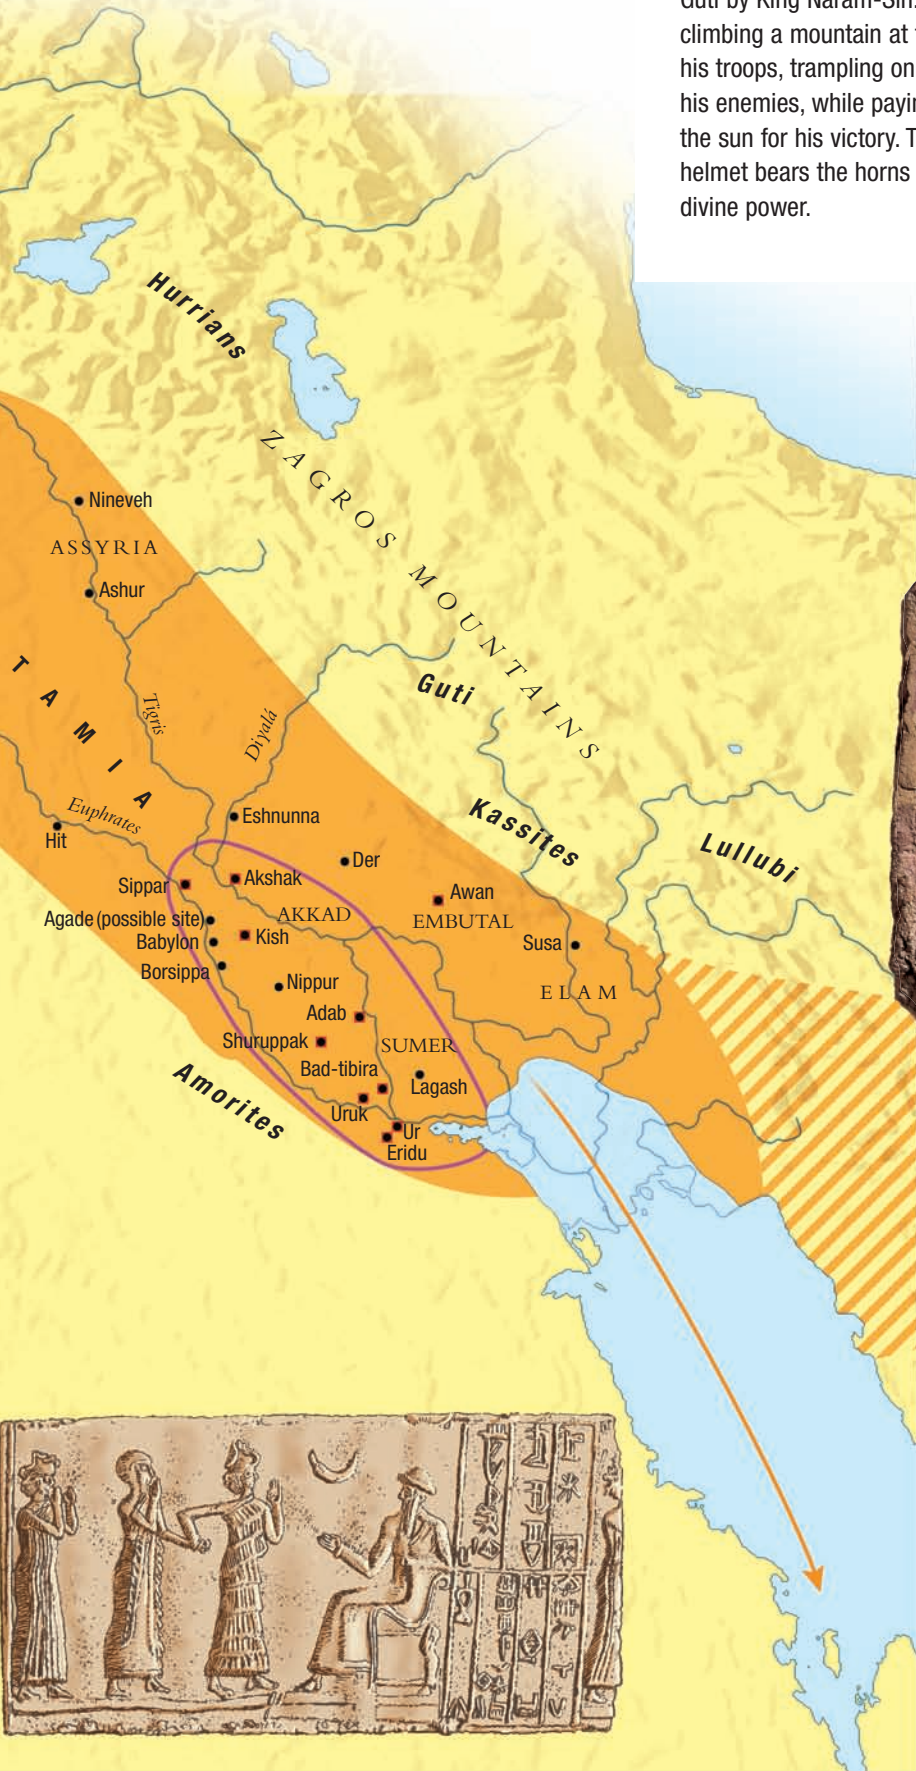 Guti by King Naram-Sin.
climbing a mountain at
his troops, trampling on
his enemies, while
the sun for his victory.
helmet bears the horns
divine power.
Hurrians
ZAGROS MOUNTAINS
Nineveh
ASSYRIA
Ashur
TAMIA
Tigris
Diyalá
Guti
Euphrates
Hit
Eshnunna
Kassites
Lullubi
Der
Sippar
Akshak
Awan
AKKAD
EMBUTAL
Agade (possible site)
Kish
Babylon
Susa
Borsippa
Nippur
ELAM
Adab
Shuruppak
SUMER
Bad-tibira
Lagash
Amorites
Uruk
Ur
Eridu